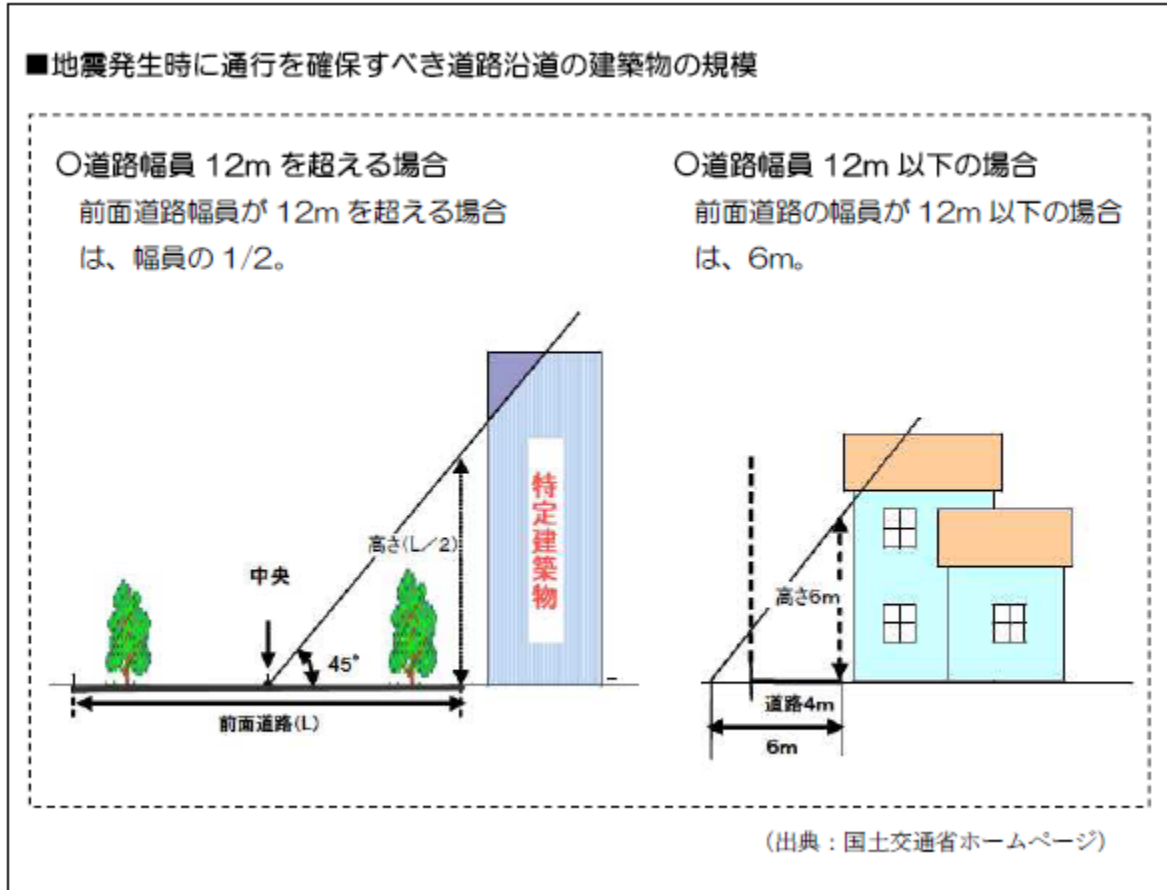 ■地震発生時に通行を確保すべき道路沿道の建築物の規模
〇道路幅員 12m を超える場合
前面道路幅員が 12m を超える場合
は、幅員の 1/2。
〇道路幅員 12m 以下の場合
前面道路の幅員が 12m 以下の場合
は、6m。
特定建築物
高さ(L/2)
中央
45°
前面道路(L)
高さ6m
道路4m
6m
(出典：国土交通省ホームページ)